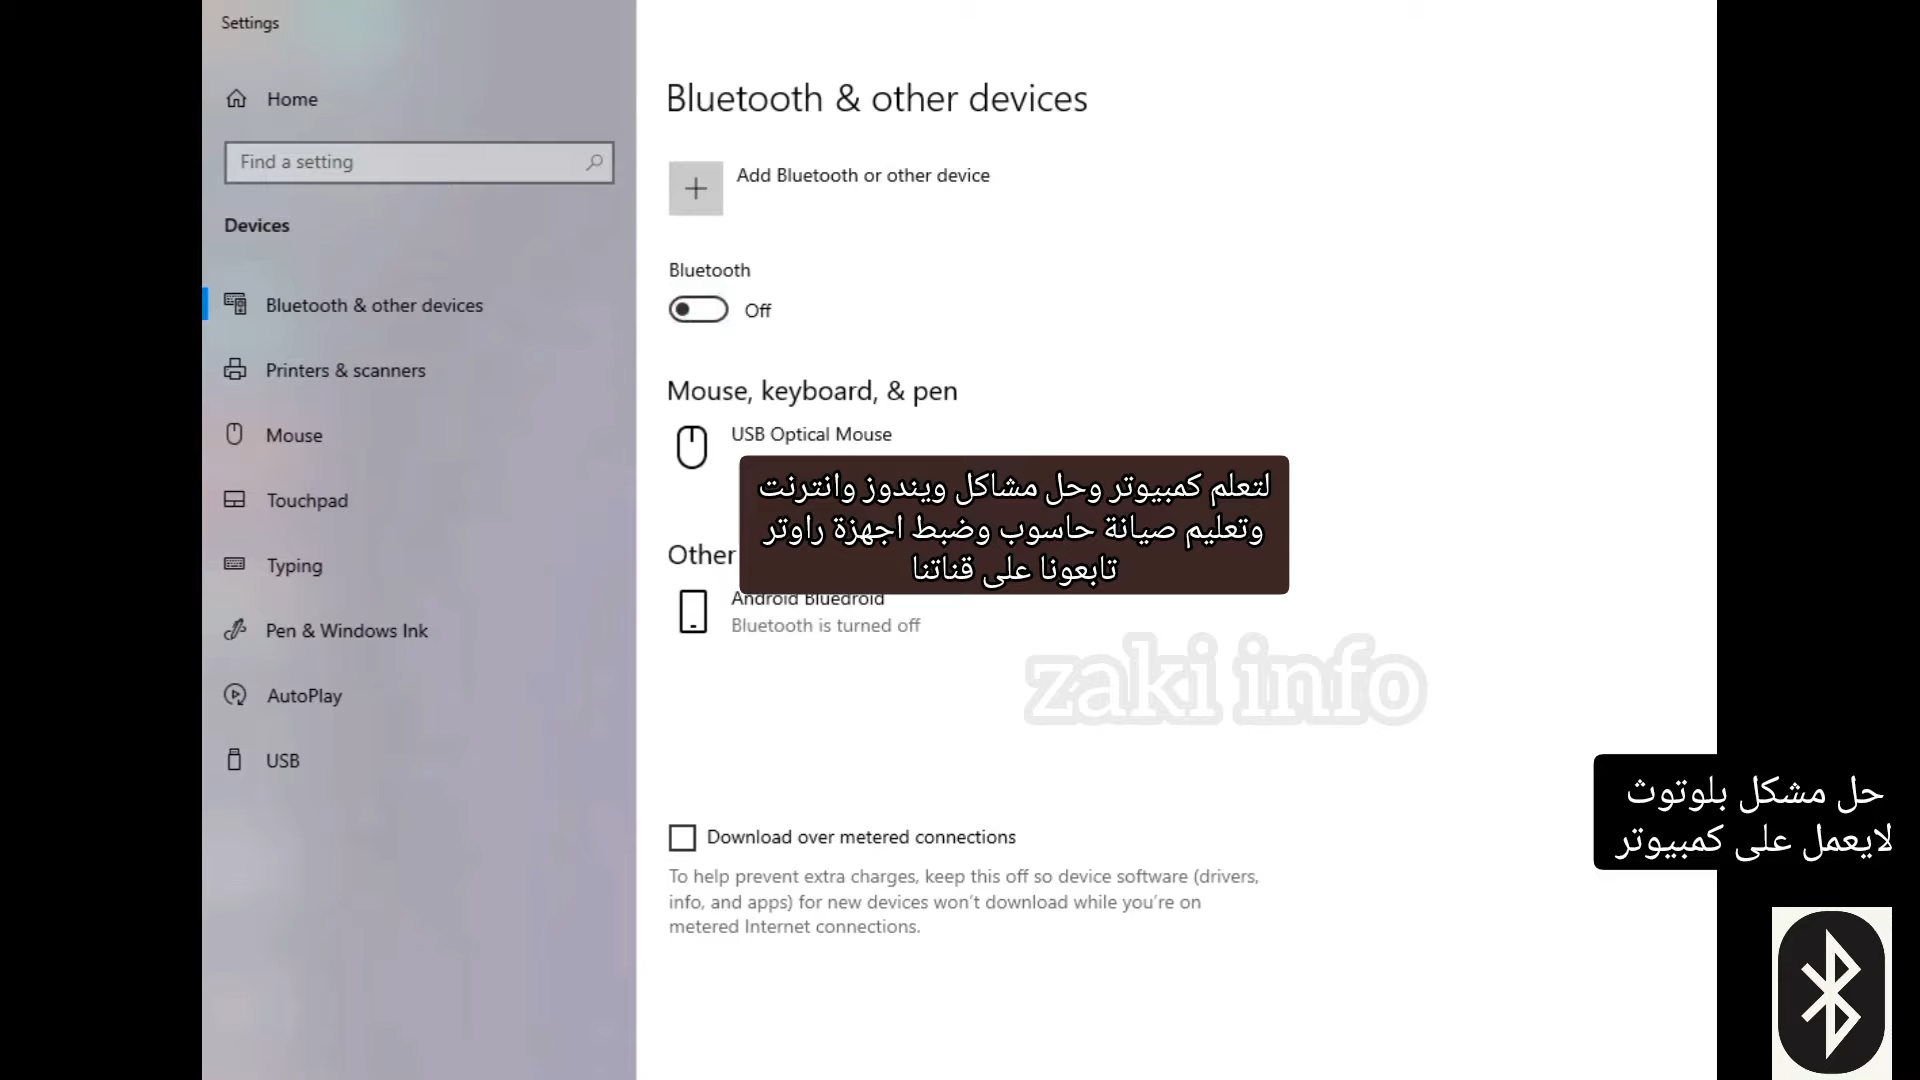 Settings
Home
Find a setting
Devices
Bluetooth & other devices
Printers & scanners
Mouse
Touchpad
Typing
Pen & Windows Ink
AutoPlay
USB
Bluetooth & other devices
Add Bluetooth or other device
Bluetooth
Off
Mouse, keyboard, & pen
USB Optical Mouse
لتعلم كمبيوتر وحل مشاكل ويندوز وانترنت
وتعليم صيانة حاسوب وضبط اجهزة راوتر
تابعونا على قناتنا
Other
Android Bluedroid
Bluetooth is turned off
zaki info
حل مشكل بلوتوث
لايعمل على كمبيوتر
Download over metered connections
To help prevent extra charges, keep this off so device software (drivers,
info, and apps) for new devices won't download while you're on
metered Internet connections.